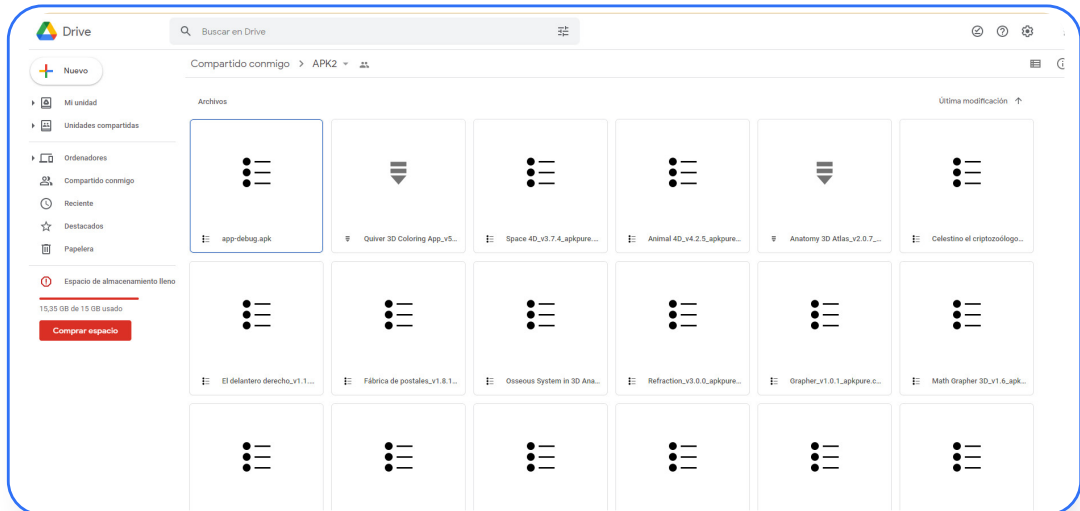 Drive
Buscar en Drive
Nuevo
Compartido conmigo > APK2
Mi unidad
Unidades compartidas
Ordenadores
Compartido conmigo
Reciente
Destacados
Papelera
Espacio de almacenamiento lleno
15,35 GB de 15 GB usado
Comprar espacio
Archivos
Última modificación
app-debug.apk
Quiver 3D Coloring App_v5...
Space 4D_v3.7.4_apkpure....
Animal 4D_v4.2.5_apkpure...
Anatomy 3D Atlas_v2.0.7_...
Celestino el criptozoólogo...
El delantero derecho_v1.1....
Fábrica de postales_v1.8.1...
Osseous System in 3D Ana...
Refraction_v3.0.0_apkpure...
Grapher_v1.0.1_apkpure.c...
Math Grapher 3D_v1.6_apk...